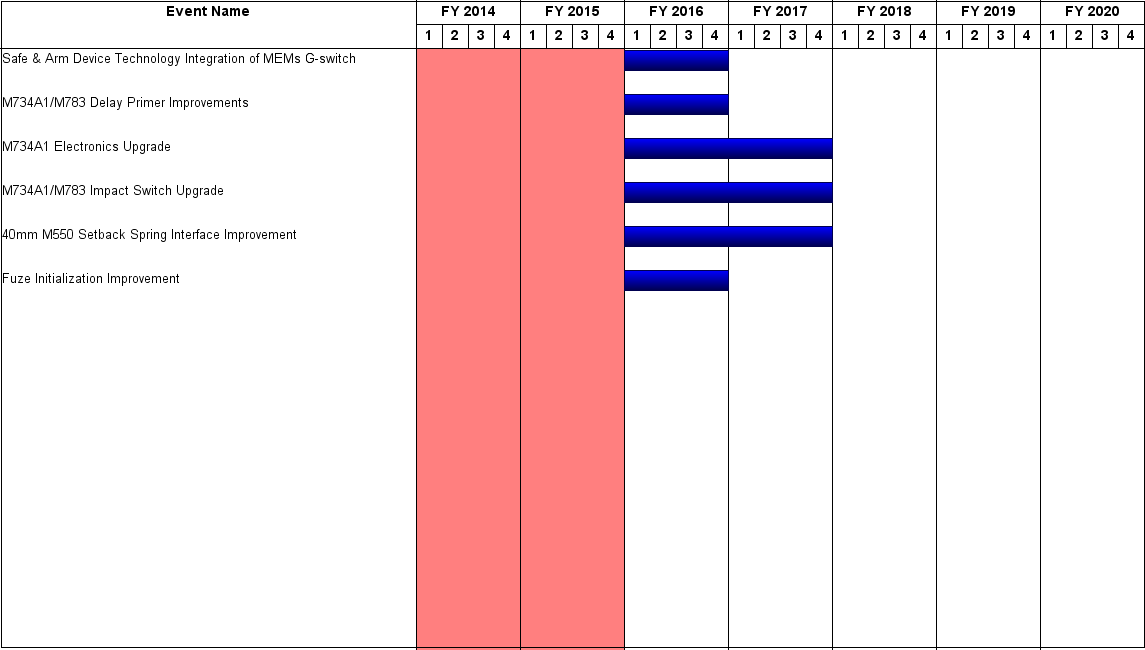 Event Name FY 2014 FY 2015 FY 2016 FY 2017 FY 2018 FY 2019 FY 2020
1 2 3 4 1 2 3 4 1 2 3 4 1 2 3 4 1 2 3 4 1 2 3 4 1 2 3 4
Safe & Arm Device Technology Integration of MEMs G-switch
M734A1/M783 Delay Primer Improvements
M734A1 Electronics Upgrade
M734A1/M783 Impact Switch Upgrade
40mm M550 Setback Spring Interface Improvement
Fuze Initialization Improvement